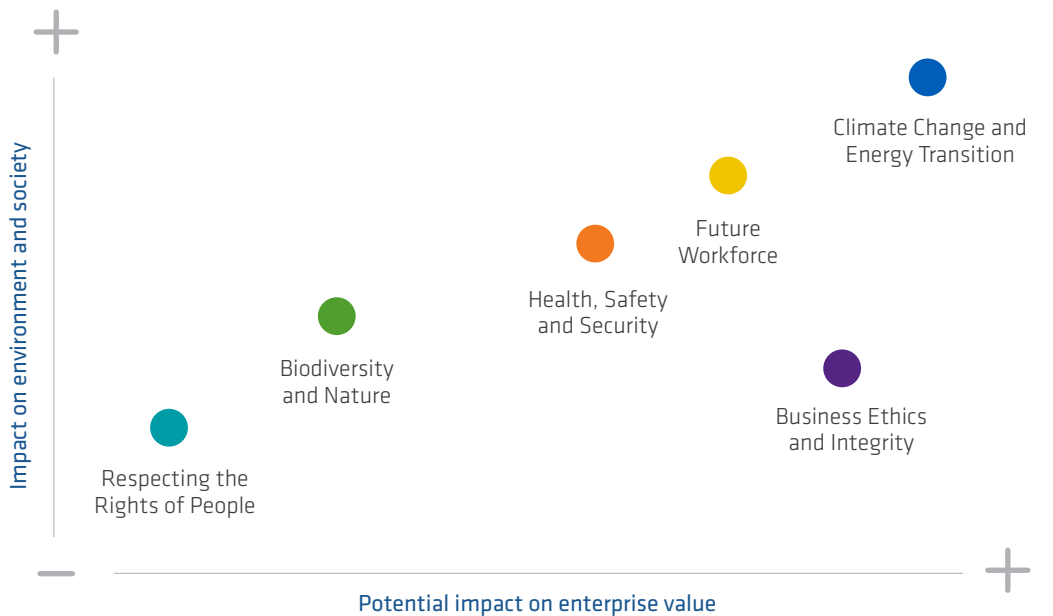 Climate Change and
Energy Transition
Future
Workforce
Health, Safety
and Security
Biodiversity
and Nature
Business Ethics
and Integrity
Respecting the
Rights of People
Impact on environment and society
Potential impact on enterprise value